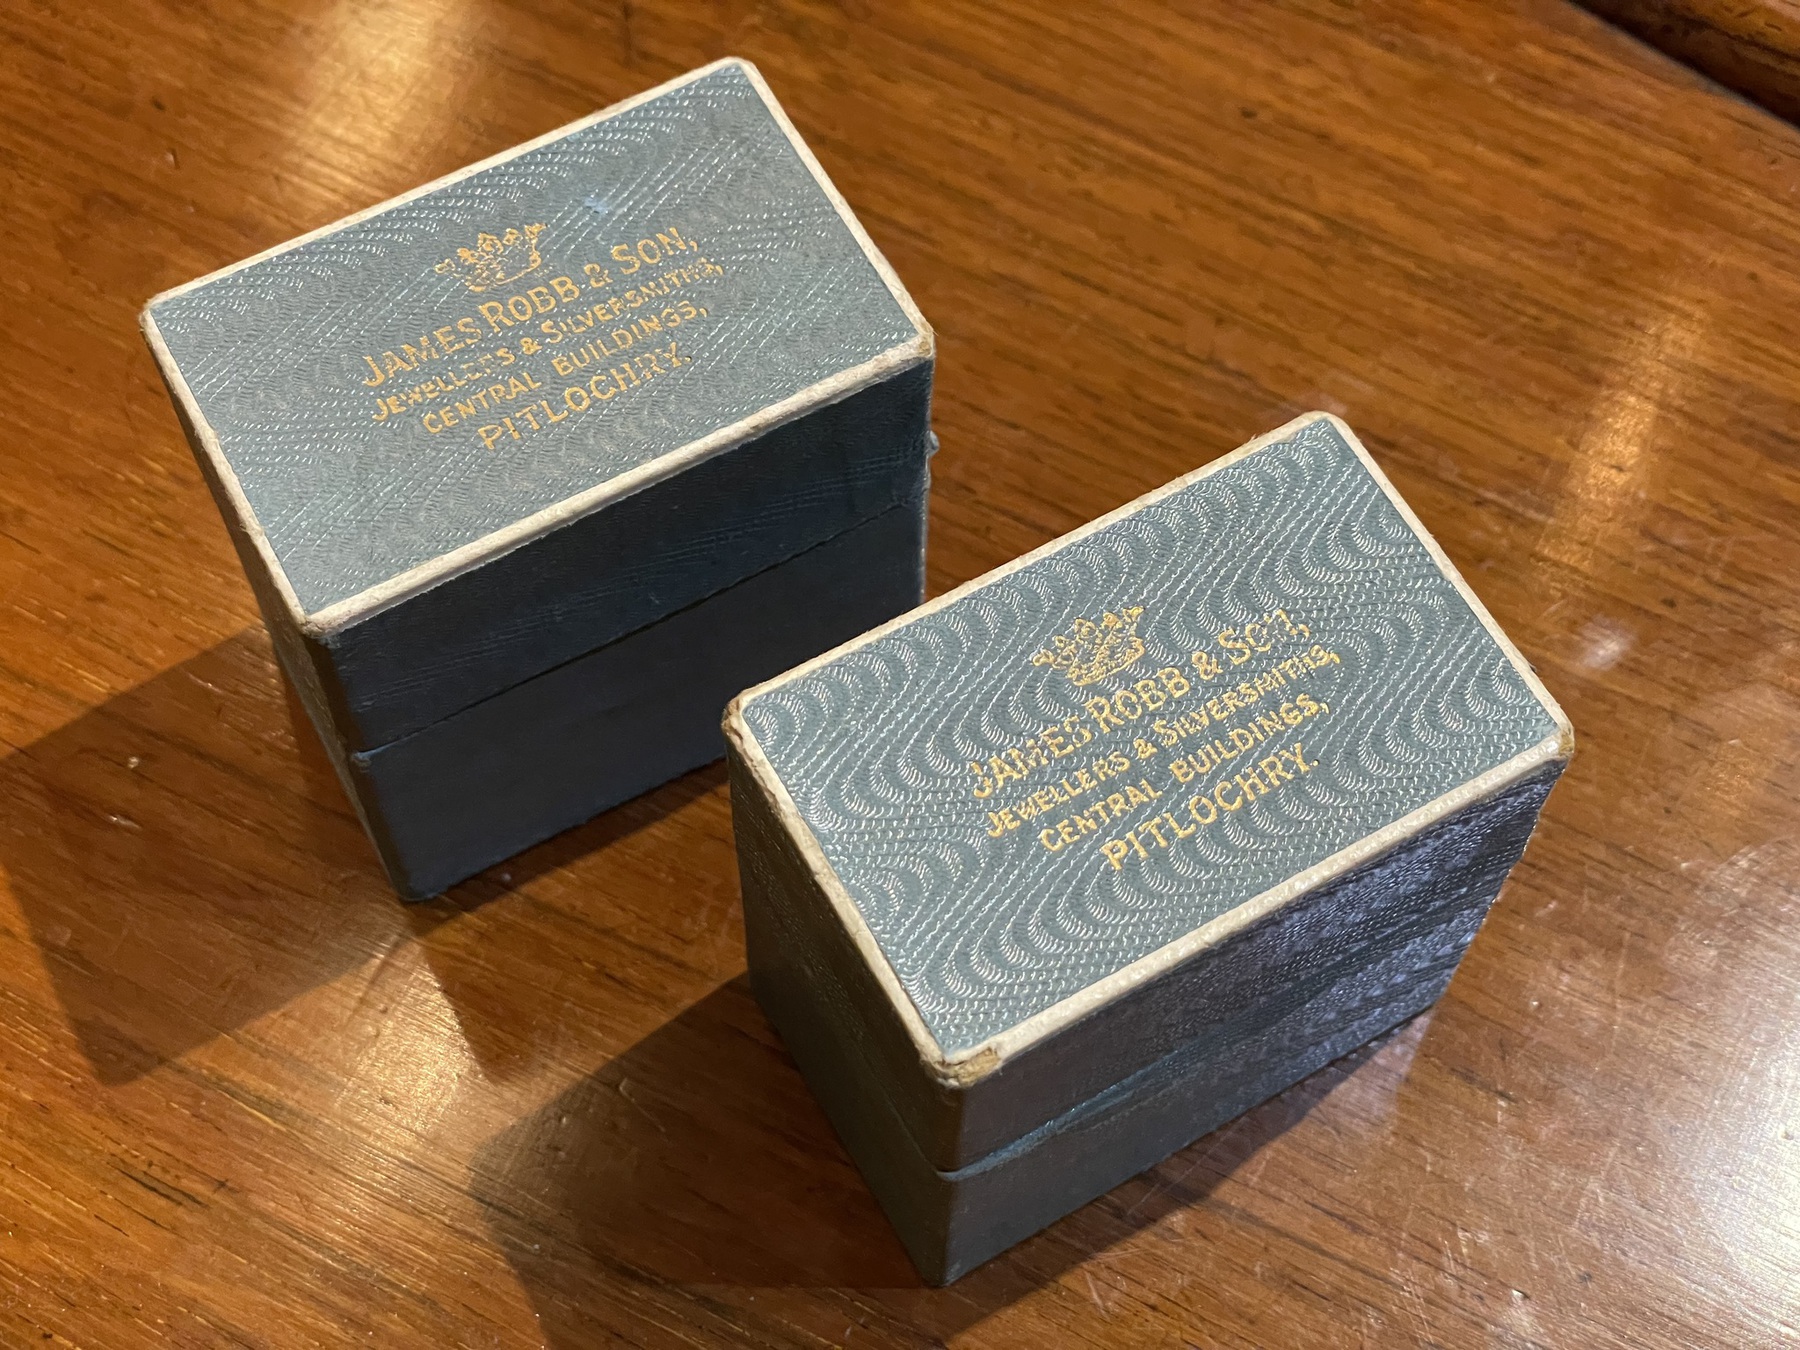 JAMES ROBB & SON,
JEWELLERS & SILVERSMITHS,
CENTRAL BUILDINGS,
PITLOCHRY.
JAMES ROBB & SON,
JEWELLERS & SILVERSMITHS,
CENTRAL BUILDINGS,
PITLOCHRY.